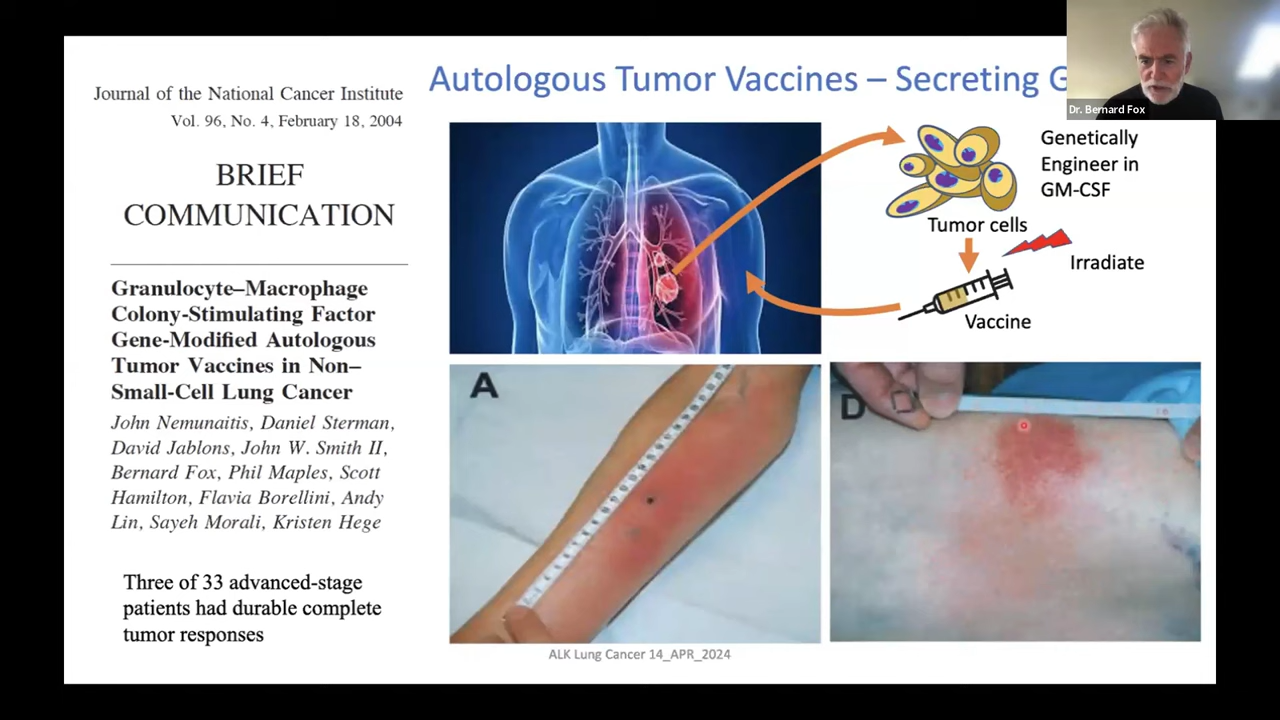 Journal of the National Cancer Institute
Vol. 96, No. 4, February 18, 2004
BRIEF
COMMUNICATION
Granulocyte–Macrophage
Colony-Stimulating Factor
Gene-Modified Autologous
Tumor Vaccines in Non–
Small-Cell Lung Cancer
John Nemunaitis, Daniel Sterman,
David Jablons, John W. Smith II,
Bernard Fox, Phil Maples, Scott
Hamilton, Flavia Borellini, Andy
Lin, Sayeh Morali, Kristen Hege
Three of 33 advanced-stage
patients had durable complete
tumor responses
Autologous Tumor Vaccines – Secreting
Dr. Bernard Fox
Genetically
Engineer in
GM-CSF
Tumor cells
Irradiate
Vaccine
A
D
ALK Lung Cancer 14_APR_2024